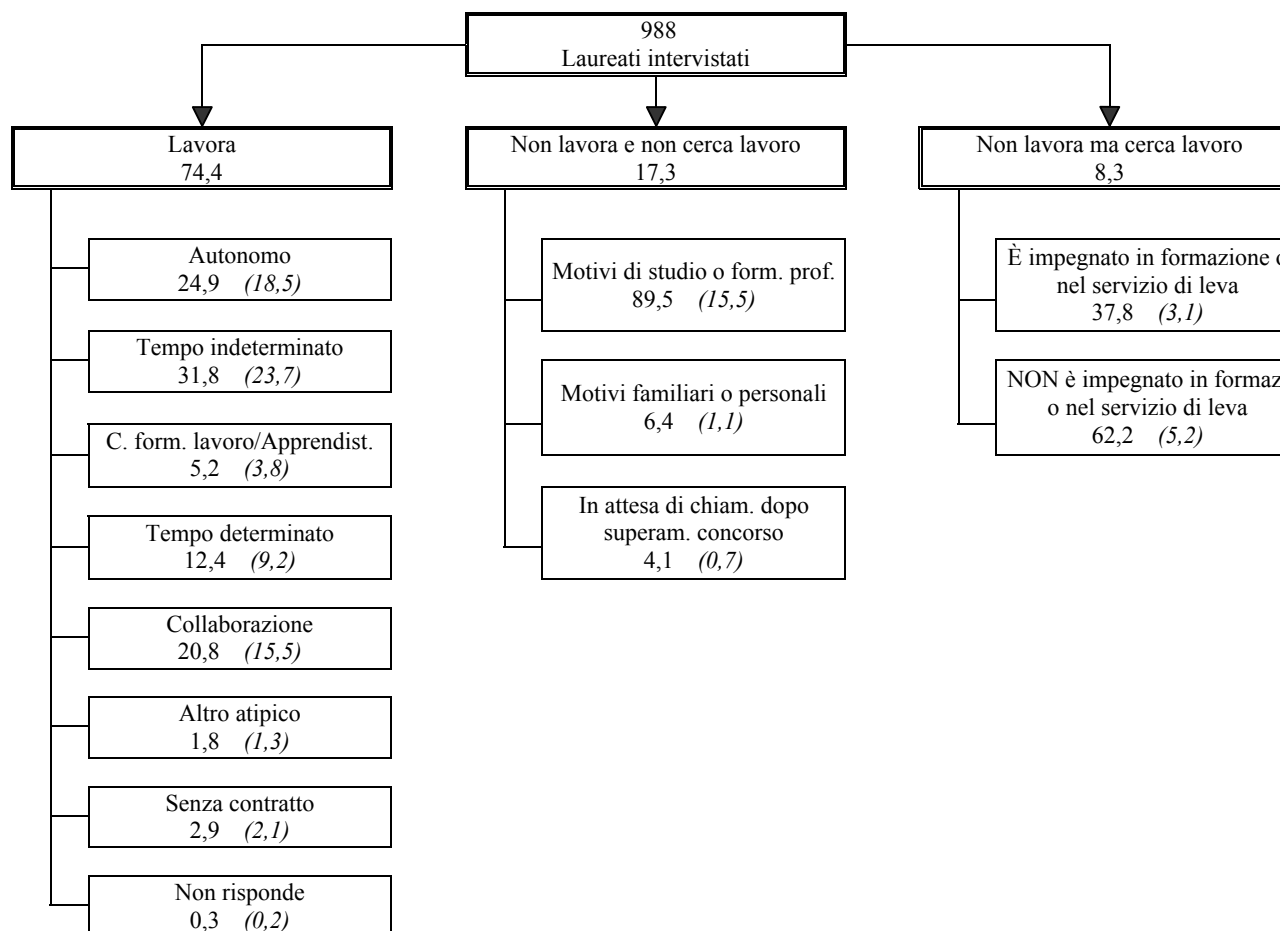 988
Laureati intervistati
Lavora
74,4
Autonomo
24,9 (18,5)
Tempo indeterminato
31,8 (23,7)
C. form. lavoro/Apprendist.
5,2 (3,8)
Tempo determinato
12,4 (9,2)
Collaborazione
20,8 (15,5)
Altro atipico
1,8 (1,3)
Senza contratto
2,9 (2,1)
Non risponde
0,3 (0,2)
Non lavora e non cerca lavoro
17,3
Motivi di studio o form. prof.
89,5 (15,5)
Motivi familiari o personali
6,4 (1,1)
In attesa di chiam. dopo
superam. concorso
4,1 (0,7)
Non lavora ma cerca lavoro
8,3
È impegnato in formazione
nel servizio di leva
37,8 (3,1)
NON è impegnato in
o nel servizio di leva
62,2 (5,2)